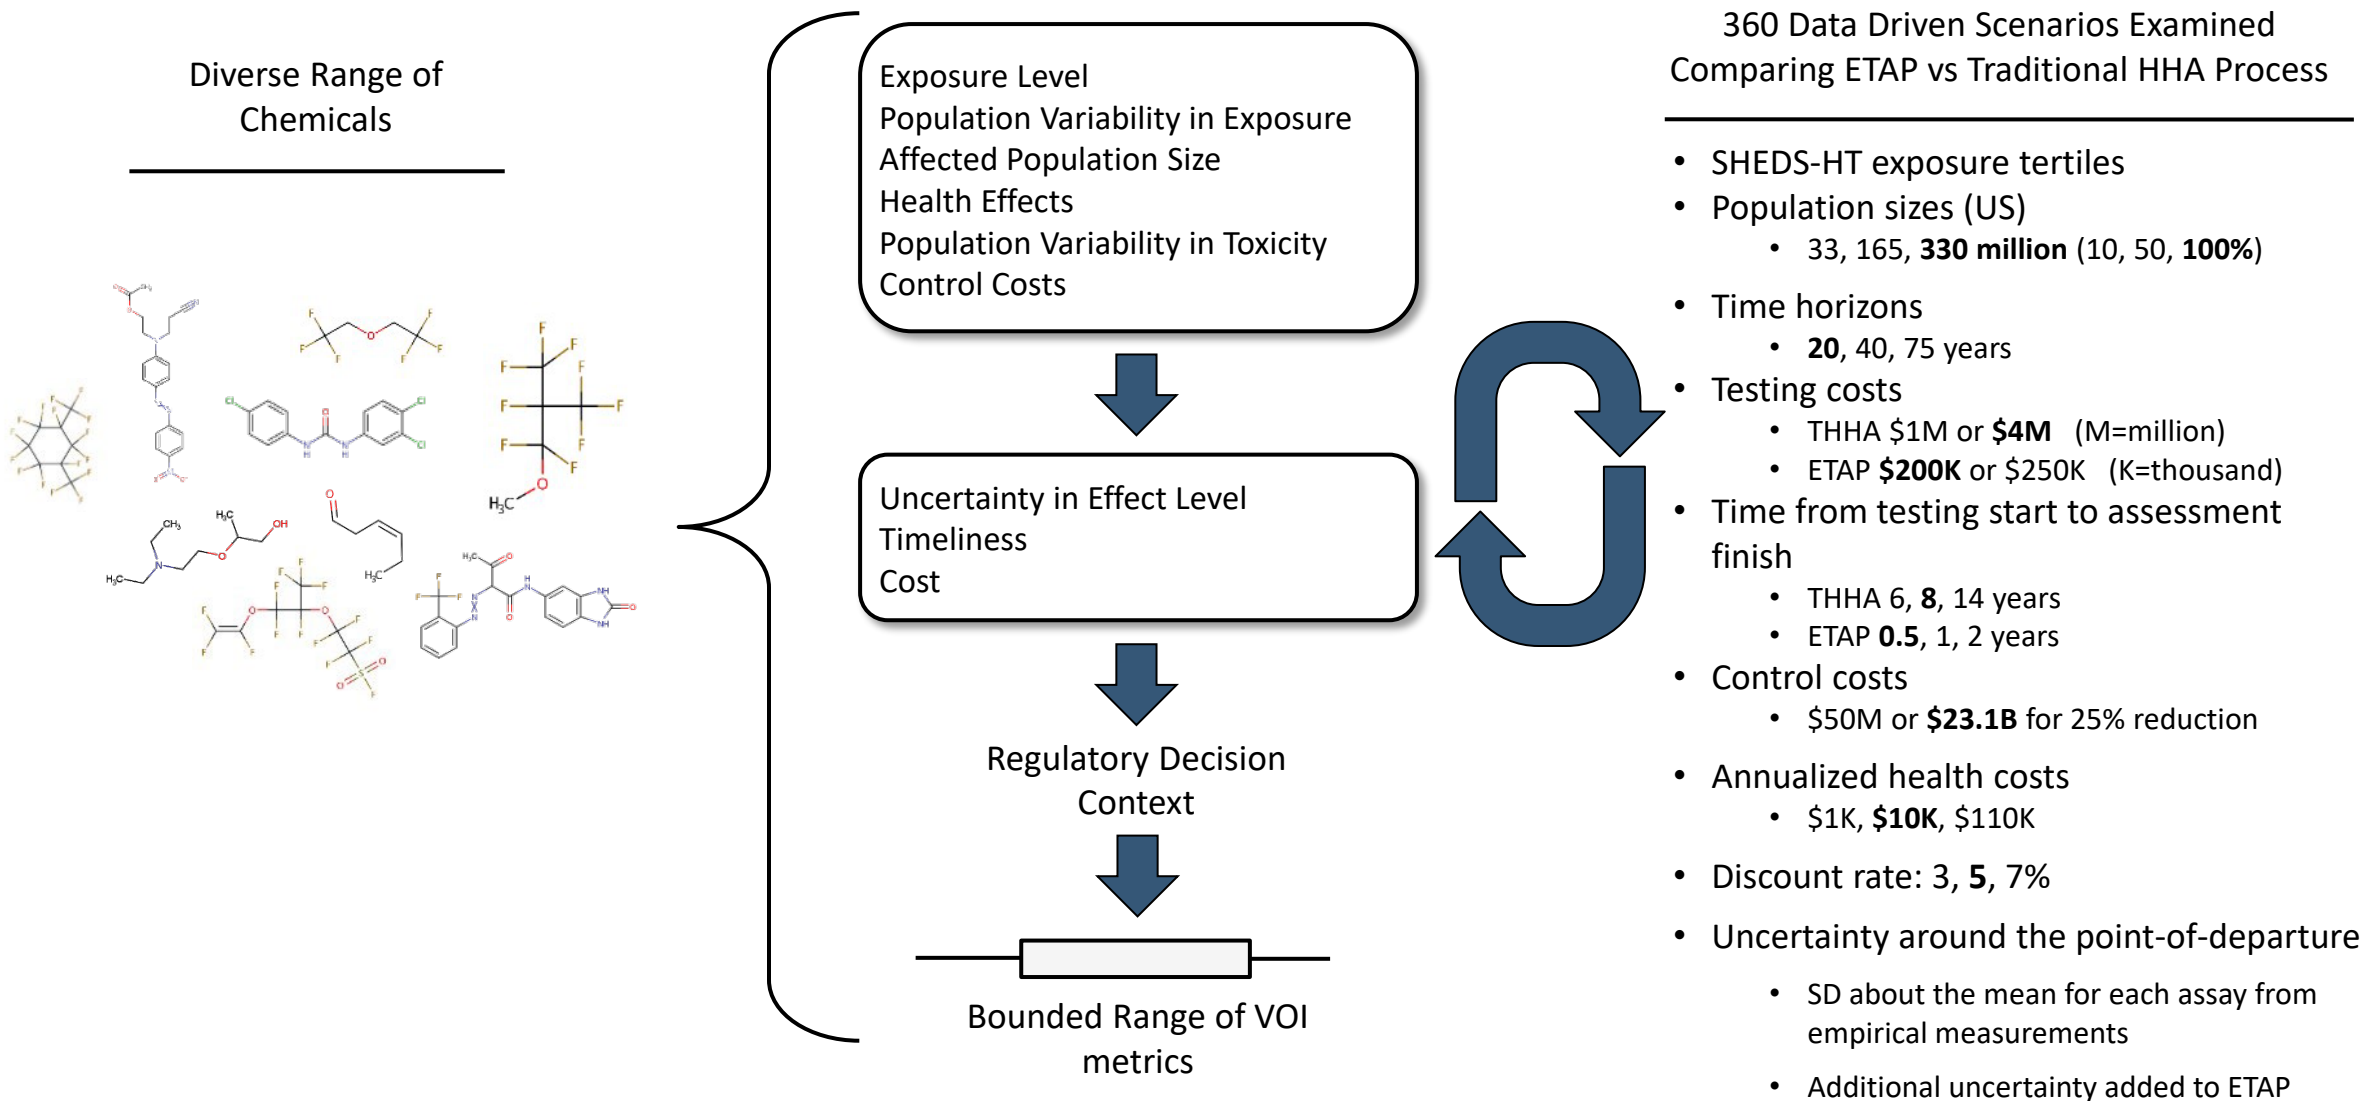 Diverse Range of
Chemicals
Exposure Level
Population Variability in Exposure
Affected Population Size
Health Effects
Population Variability in Toxicity
Control Costs
Uncertainty in Effect Level
Timeliness
Cost
Regulatory Decision
Context
Bounded Range of VOI
metrics
360 Data Driven Scenarios Examined
Comparing ETAP vs Traditional HHA Process
• SHEDS-HT exposure tertiles
• Population sizes (US)
• 33, 165, 330 million (10, 50, 100%)
• Time horizons
• 20, 40, 75 years
• Testing costs
• THHA $1M or $4M (M=million)
• ETAP $200K or $250K (K=thousand)
• Time from testing start to assessment
finish
• THHA 6, 8, 14 years
• ETAP 0.5, 1, 2 years
• Control costs
• $50M or $23.1B for 25% reduction
• Annualized health costs
• $1K, $10K, $110K
• Discount rate: 3, 5, 7%
• Uncertainty around the point-of-departure
• SD about the mean for each assay from
empirical measurements
• Additional uncertainty added to ETAP